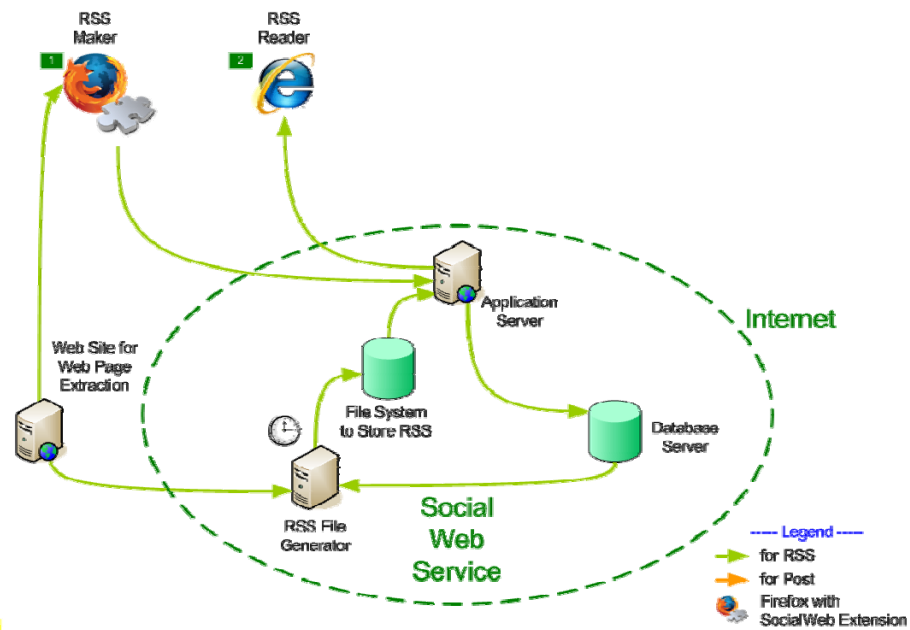 RSS
Maker
1
RSS
Reader
2
Application
Server
Internet
Web Site for
Web Page
Extraction
File System
to Store RSS
Database
Server
RSS File
Generator
Social
Web
Service
----- Legend -----
for RSS
for Post
Firefox with
SocialWeb Extension